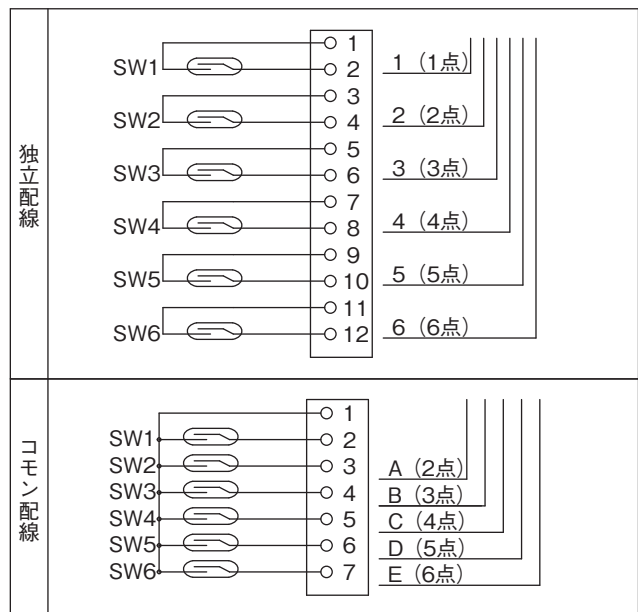 独立配線
SW1
SW2
SW3
SW4
SW5
SW6
1
2
3
4
5
6
7
8
9
10
11
12
1（1点）
2（2点）
3（3点）
4（4点）
5（5点）
6（6点）
コモン配線
SW1
SW2
SW3
SW4
SW5
SW6
1
2
3
4
5
6
7
A（2点）
B（3点）
C（4点）
D（5点）
E（6点）